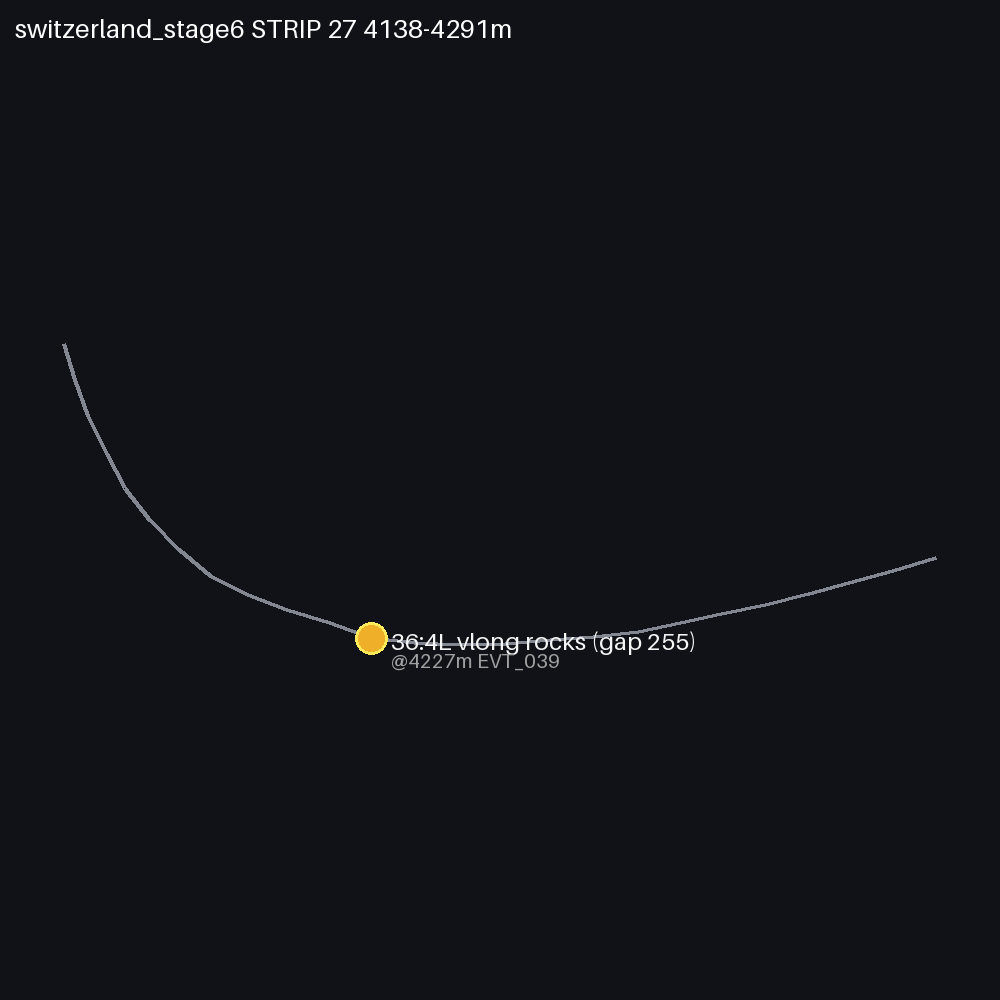 switzerland_stage6 STRIP 27 4138-4291m
36:4L vlong rocks (gap 255)
@4227m EVT_039